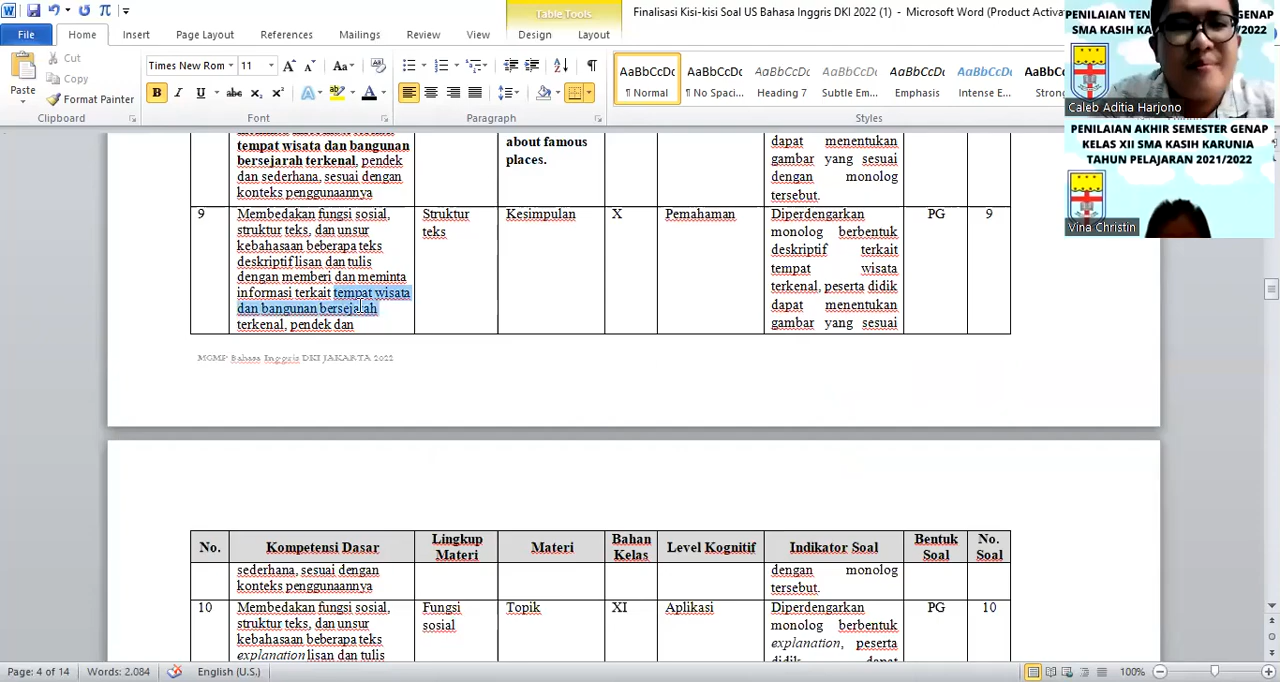 Table Tools
Finalisasi Kisi-kisi Soal US Bahasa Inggris DKI 2022 (1) - Microsoft Word (Product Activa
File Home Insert Page Layout References Mailings Review View Design Layout
Paste
Cut
Copy
Format Painter
Clipboard
Times New Rom 11
Font
Paragraph
AaBbCcDc AaBbCcDc AaBbCcDc AaBbCcDc AaBbCcDc AaBbCcDc AaBbCc
¶ Normal ¶ No Spaci... Heading 7 Subtle Em... Emphasis Intense E... Strong
Styles
PENILAIAN TEN GENAP
SMA KASIH KA /2022
Caleb Aditia Harjono
PENILAIAN AKHIR SEMESTER GENAP
KELAS XII SMA KASIH KARUNIA
TAHUN PELAJARAN 2021/2022
Vina Christin
tempat wisata dan bangunan
bersejarah terkenal, pendek
dan sederhana, sesuai dengan
konteks penggunaannya
about famous
places.
dapat menentukan
gambar yang sesuai
dengan monolog
tersebut.
9
Membedakan fungsi sosial,
struktur teks, dan unsur
kebahasaan beberapa teks
deskriptif lisan dan tulis
dengan memberi dan meminta
informasi terkait tempat wisata
dan bangunan bersejarah
terkenal, pendek dan
Struktur
teks
Kesimpulan
X
Pemahaman
Diperdengarkan
monolog berbentuk
deskriptif terkait
tempat wisata
terkenal, peserta didik
dapat menentukan
gambar yang sesuai
PG
9
MGMP Bahasa Inggris DKI JAKARTA 2022
No. Kompetensi Dasar Lingkup Materi Materi Bahan Kelas Level Kognitif Indikator Soal Bentuk Soal No. Soal
sederhana, sesuai dengan
konteks penggunaannya
dengan monolog
tersebut.
10
Membedakan fungsi sosial,
struktur teks, dan unsur
kebahasaan beberapa teks
explanation lisan dan tulis
Fungsi
sosial
Topik
XI
Aplikasi
Diperdengarkan
monolog berbentuk
explanation, peserta
didik dapat
PG
10
Page: 4 of 14 Words: 2.084 English (U.S.) 100%